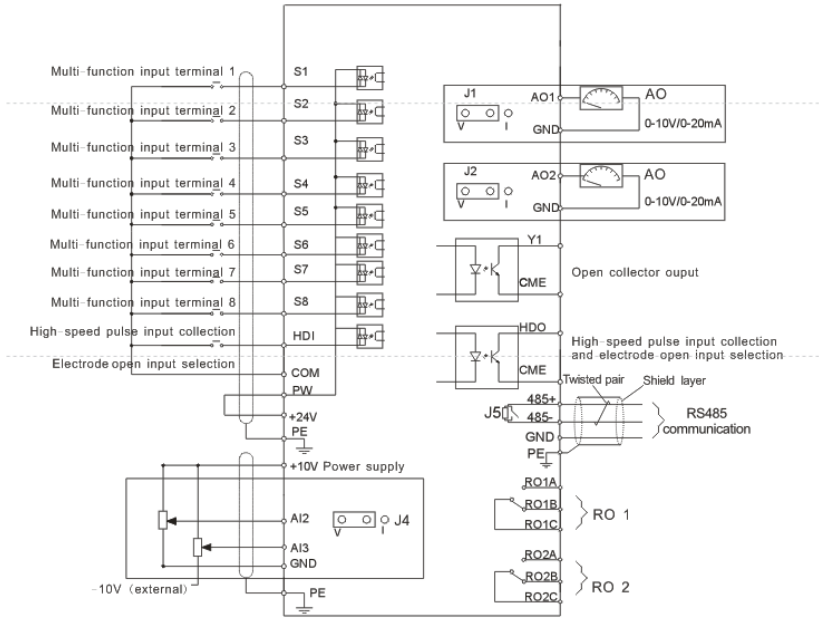 Multi-function input terminal 1
S1
Multi-function input terminal 2
S2
Multi-function input terminal 3
S3
Multi-function input terminal 4
S4
Multi-function input terminal 5
S5
Multi-function input terminal 6
S6
Multi-function input terminal 7
S7
Multi-function input terminal 8
S8
High-speed pulse input collection
HDI
Electrode open input selection
COM
PW
+24V
PE
+10V Power supply
AI2
V
I
J4
AI3
GND
-10V (external)
PE
J1
V
I
AO1
AO
GND
0-10V/0-20mA
J2
V
I
AO2
AO
GND
0-10V/0-20mA
Y1
CME
Open collector ouput
HDO
CME
High-speed pulse input collection
and electrode open input selection
Twisted pair
Shield layer
J5
485+
485-
GND
PE
RS485
communication
RO1A
RO1B
RO1C
RO 1
RO2A
RO2B
RO2C
RO 2